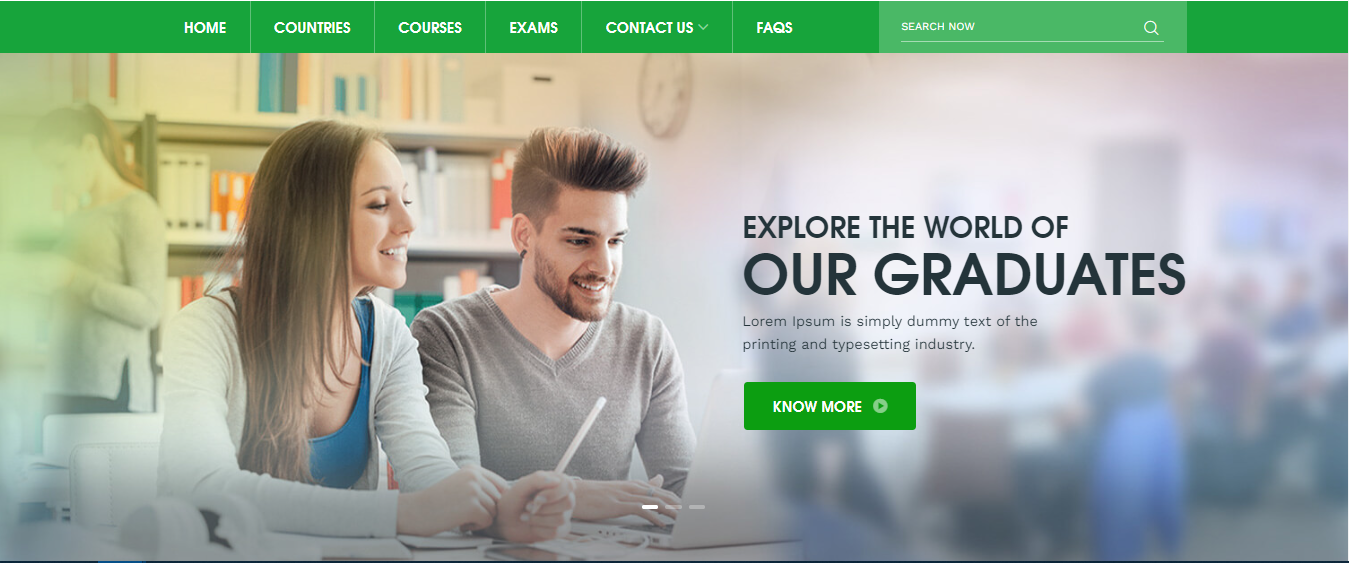 HOME COUNTRIES COURSES EXAMS CONTACT US FAQS SEARCH NOW
EXPLORE THE WORLD OF
OUR GRADUATES
Lorem Ipsum is simply dummy text of the
printing and typesetting industry.
KNOW MORE